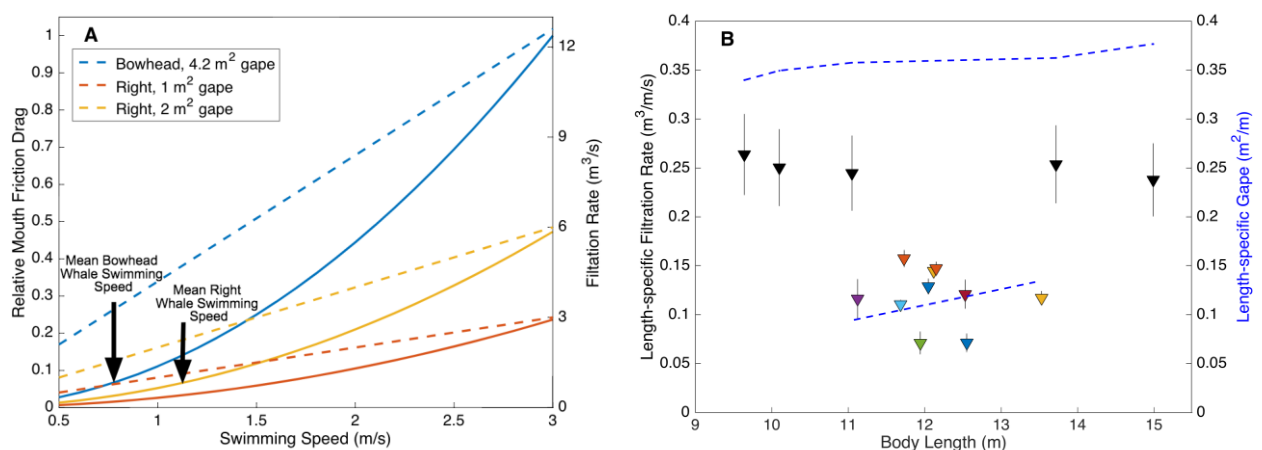 A
Bowhead, 4.2 m² gape
Right, 1 m² gape
Right, 2 m² gape
Relative Mouth Friction Drag
1
0.9
0.8
0.7
0.6
0.5
0.4
0.3
0.2
0.1
0
Mean Bowhead
Whale Swimming
Speed
Mean Right
Whale Swimming
Speed
12
9
6
3
0
Filtation Rate (m³/s)
0.5
1
1.5
2
2.5
3
Swimming Speed (m/s)
B
Length-specific Filtration Rate (m³/m/s)
0.4
0.35
0.3
0.25
0.2
0.15
0.1
0.05
0
0.4
0.35
0.3
0.25
0.2
0.15
0.1
0.05
0
Length-specific Gape (m²/m)
9
10
11
12
13
14
15
Body Length (m)